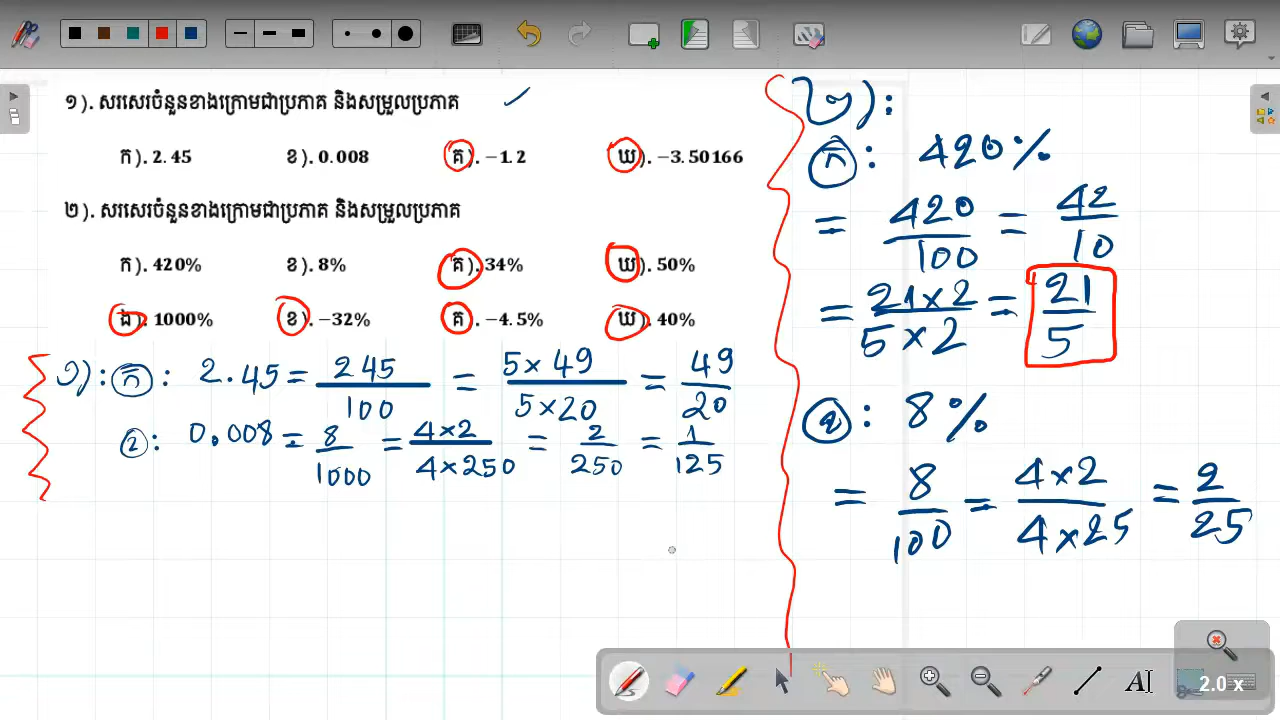 ១). សរសេរចំនួនខាងក្រោមជាប្រភាគ និងសម្រួលប្រភាគ
ក). 2.45 ខ). 0.008 គ). −1.2 ឃ). −3.50166
២). សរសេរចំនួនខាងក្រោមជាប្រភាគ និងសម្រួលប្រភាគ
ក). 420% ខ). 8% គ). 34% ឃ). 50%
ង). 1000% ខ). −32% គ). −4.5% ឃ). 40%
១): ក: 2.45 = 245/100 = 5×49/5×20 = 49/20
ខ: 0.008 = 8/1000 = 4×2/4×250 = 2/250 = 1/125
២):
ក: 420%
= 420/100 = 42/10
= 21×2/5×2 = 21/5
ខ: 8%
= 8/100 = 4×2/4×25 = 2/25
AI
2.0 x